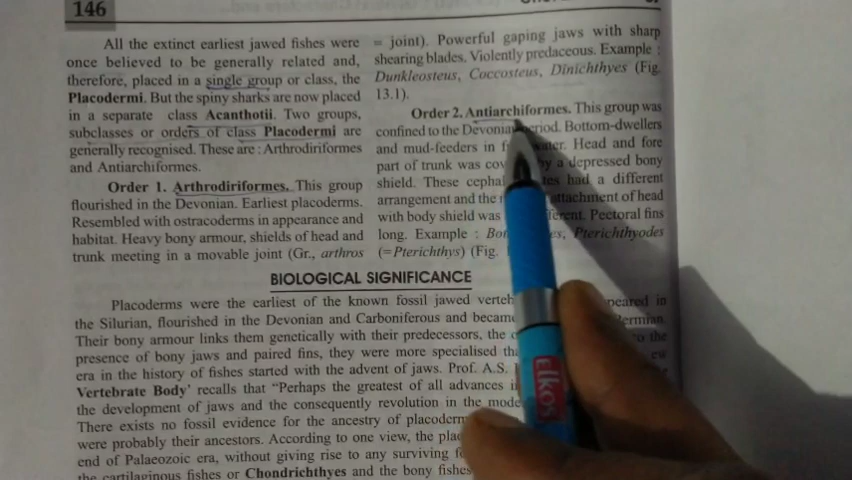 146
All the extinct earliest jawed fishes were
once believed to be generally related and,
therefore, placed in a single group or class, the
Placodermi. But the spiny sharks are now placed
in a separate class Acanthotii. Two groups,
subclasses or orders of class Placodermi are
generally recognised. These are : Arthrodiriformes
and Antiarchiformes.
Order 1. Arthrodiriformes. This group
flourished in the Devonian. Earliest placoderms.
Resembled with ostracoderms in appearance and
habitat. Heavy bony armour, shields of head and
trunk meeting in a movable joint (Gr., arthros
= joint). Powerful gaping jaws with sharp
shearing blades. Violently predaceous. Example :
Dunkleosteus, Coccosteus, Dinichthyes (Fig.
13.1).
Order 2. Antiarchiformes. This group was
confined to the Devonian period. Bottom-dwellers
and mud-feeders in Head and fore
part of trunk was by a depressed bony
shield. These had a different
arrangement and the attachment of head
with body shield was Pectoral fins
long. Example : Pterichthyodes
(=Pterichthys) (Fig.
BIOLOGICAL SIGNIFICANCE
Placoderms were the earliest of the known fossil jawed in
the Silurian, flourished in the Devonian and Carboniferous and became
Their bony armour links them genetically with their predecessors, the to the
presence of bony jaws and paired fins, they were more specialised
era in the history of fishes started with the advent of jaws. Prof. A.S.
Vertebrate Body' recalls that "Perhaps the greatest of all advances
the development of jaws and the consequently revolution in the
There exists no fossil evidence for the ancestry of
were probably their ancestors. According to one view, the
end of Palaeozoic era, without giving rise to any surviving
the cartilaginous fishes or Chondrichthyes and the bony fishes
elkos